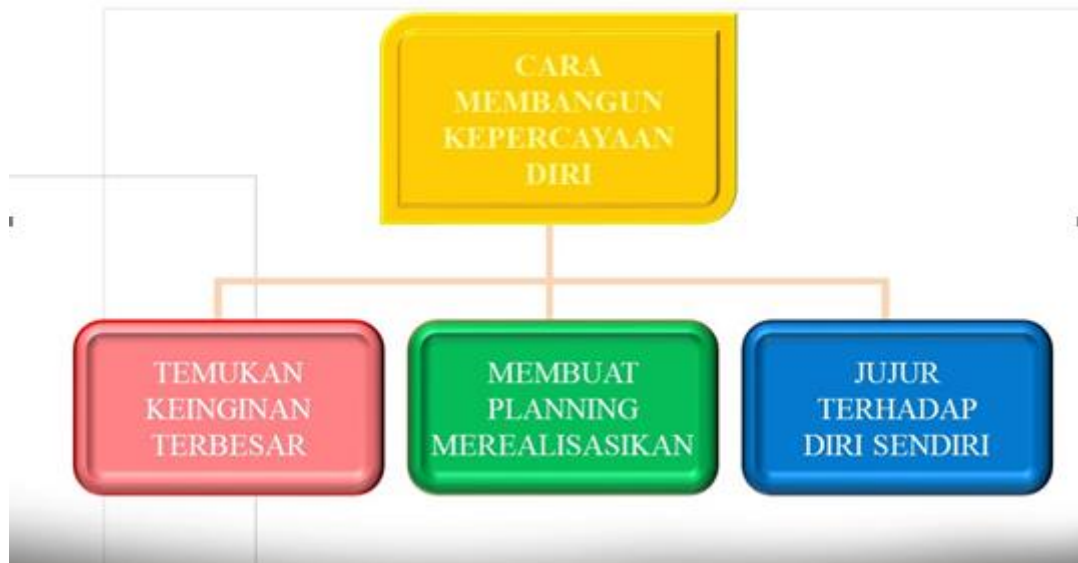 CARA
MEMBANGUN
KEPERCAYAAN
DIRI
TEMUKAN
KEINGINAN
TERBESAR
MEMBUAT
PLANNING
MEREALISASIKAN
JUJUR
TERHADAP
DIRI SENDIRI